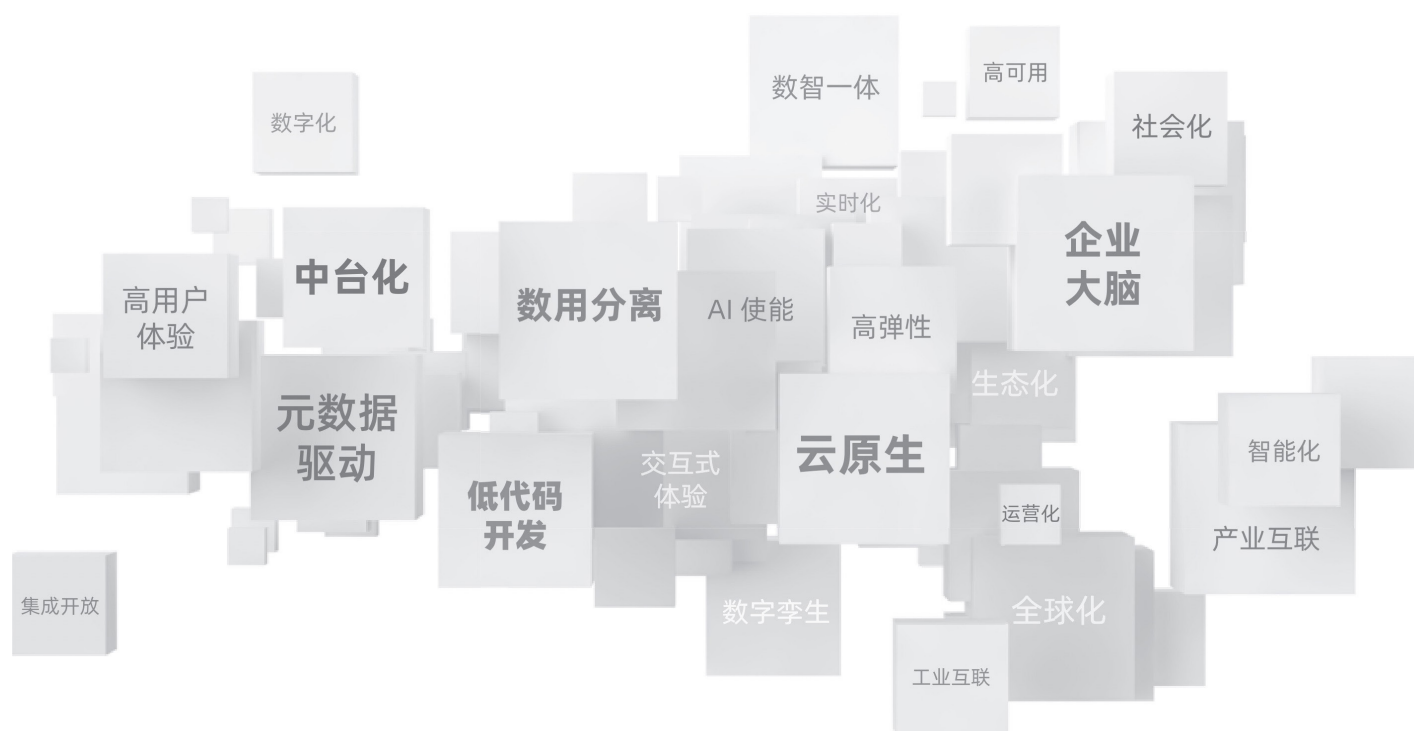 数智一体
高可用
数字化
社会化
实时化
企业
大脑
中台化
高用户
体验
数用分离
AI 使能
高弹性
生态化
元数据
驱动
云原生
智能化
交互式
体验
低代码
开发
运营化
产业互联
集成开放
数字孪生
全球化
工业互联